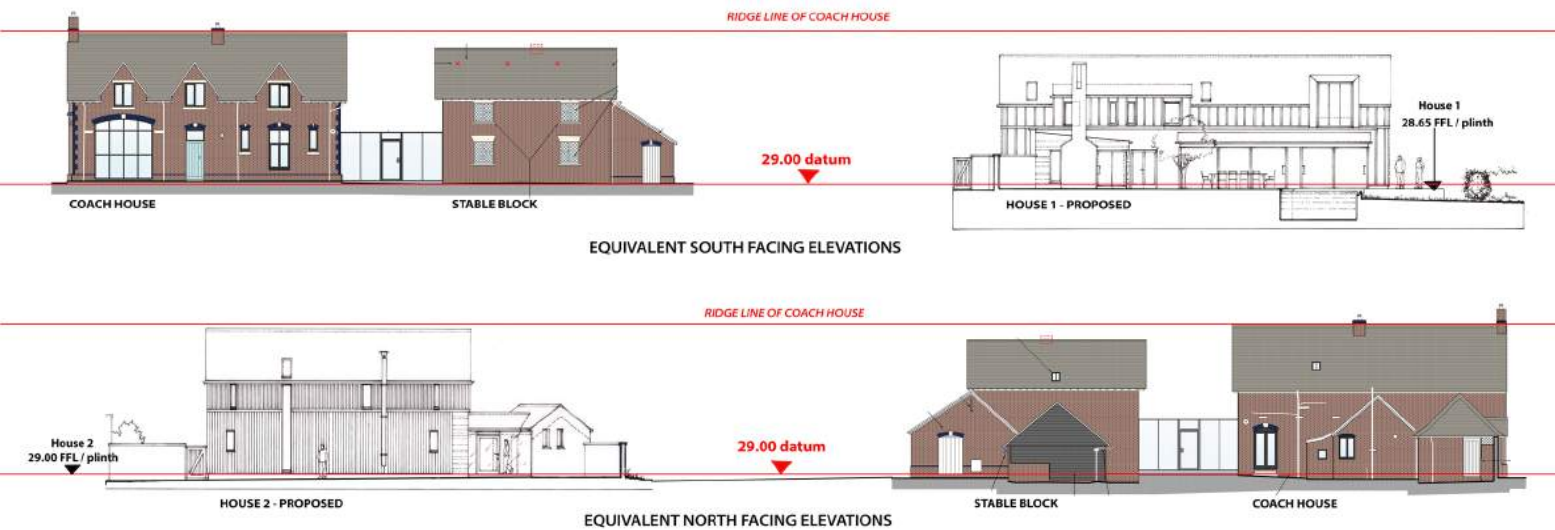 RIDGE LINE OF COACH HOUSE
House 1
28.65 FFL / plinth
29.00 datum
COACH HOUSE
STABLE BLOCK
HOUSE 1 - PROPOSED
EQUIVALENT SOUTH FACING ELEVATIONS
RIDGE LINE OF COACH HOUSE
House 2
29.00 FFL / plinth
29.00 datum
HOUSE 2 - PROPOSED
STABLE BLOCK
COACH HOUSE
EQUIVALENT NORTH FACING ELEVATIONS